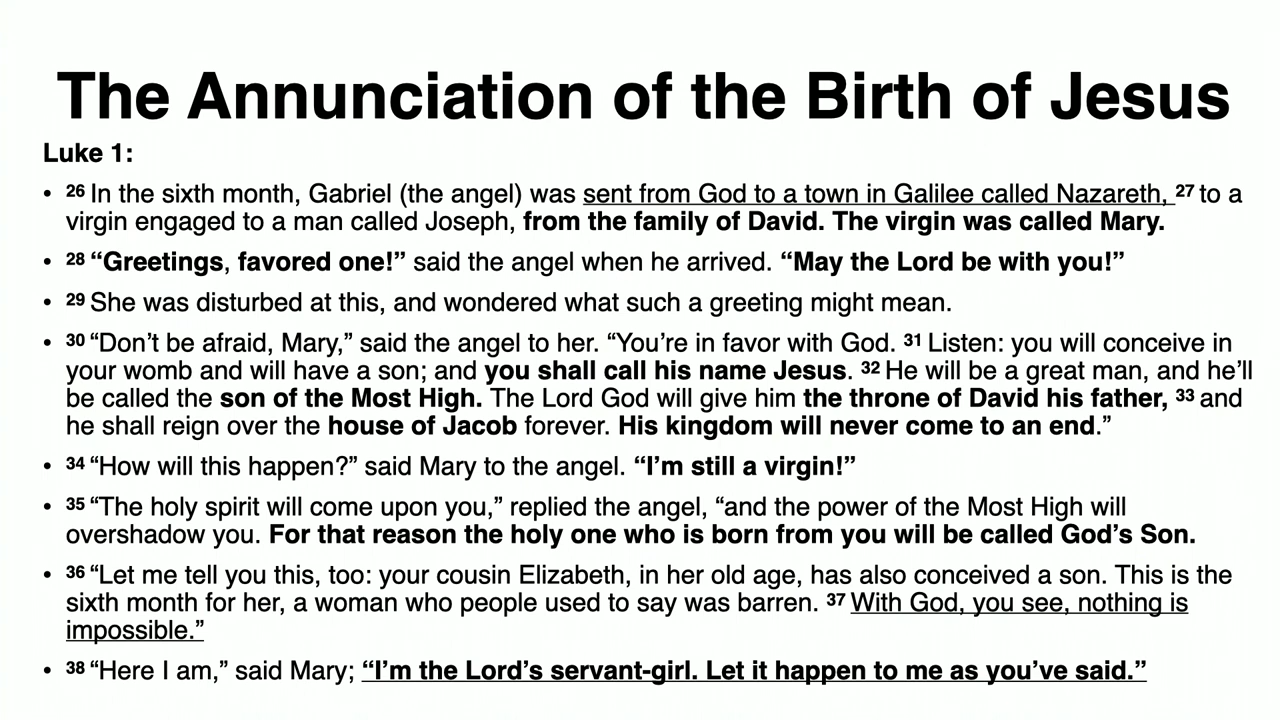 The Annunciation of the Birth of Jesus
Luke 1:
• 26 In the sixth month, Gabriel (the angel) was sent from God to a town in Galilee called Nazareth, 27 to a
virgin engaged to a man called Joseph, from the family of David. The virgin was called Mary.
• 28 “Greetings, favored one!” said the angel when he arrived. “May the Lord be with you!”
• 29 She was disturbed at this, and wondered what such a greeting might mean.
• 30 “Don’t be afraid, Mary,” said the angel to her. “You’re in favor with God. 31 Listen: you will conceive in
your womb and will have a son; and you shall call his name Jesus. 32 He will be a great man, and he’ll
be called the son of the Most High. The Lord God will give him the throne of David his father, 33 and
he shall reign over the house of Jacob forever. His kingdom will never come to an end.”
• 34 “How will this happen?” said Mary to the angel. “I’m still a virgin!”
• 35 “The holy spirit will come upon you,” replied the angel, “and the power of the Most High will
overshadow you. For that reason the holy one who is born from you will be called God’s Son.
• 36 “Let me tell you this, too: your cousin Elizabeth, in her old age, has also conceived a son. This is the
sixth month for her, a woman who people used to say was barren. 37 With God, you see, nothing is
impossible.”
• 38 “Here I am,” said Mary; “I’m the Lord’s servant-girl. Let it happen to me as you’ve said.”